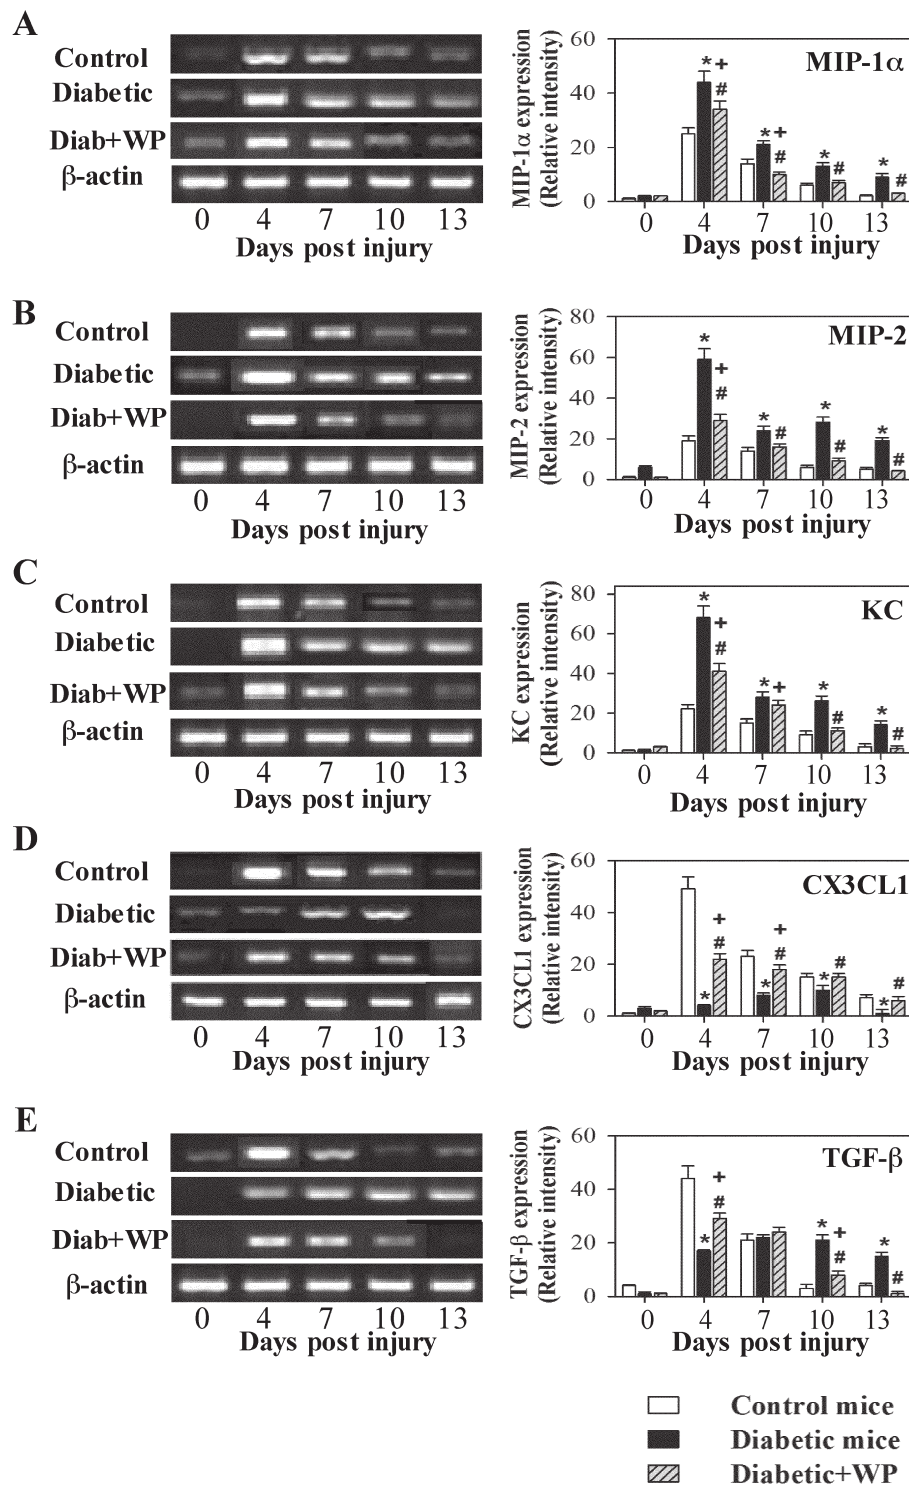 A
Control
Diabetic
Diab+WP
β-actin
0 4 7 10 13
Days post injury
MIP-1α expression
(Relative intensity)
60
40
20
0
MIP-1α
* + #
* + #
* #
* #
0 4 7 10 13
Days post injury
B
Control
Diabetic
Diab+WP
β-actin
0 4 7 10 13
Days post injury
MIP-2 expression
(Relative intensity)
80
60
40
20
0
MIP-2
* + #
* #
* #
* #
0 4 7 10 13
Days post injury
C
Control
Diabetic
Diab+WP
β-actin
0 4 7 10 13
Days post injury
KC expression
(Relative intensity)
80
60
40
20
0
KC
* + #
* +
* #
* #
0 4 7 10 13
Days post injury
D
Control
Diabetic
Diab+WP
β-actin
0 4 7 10 13
Days post injury
CX3CL1 expression
(Relative intensity)
60
40
20
0
CX3CL1
* + #
* + #
* #
* #
0 4 7 10 13
Days post injury
E
Control
Diabetic
Diab+WP
β-actin
0 4 7 10 13
Days post injury
TGF-β expression
(Relative intensity)
60
40
20
0
TGF-β
* + #
* + #
* #
0 4 7 10 13
Days post injury
Control mice
Diabetic mice
Diabetic+WP